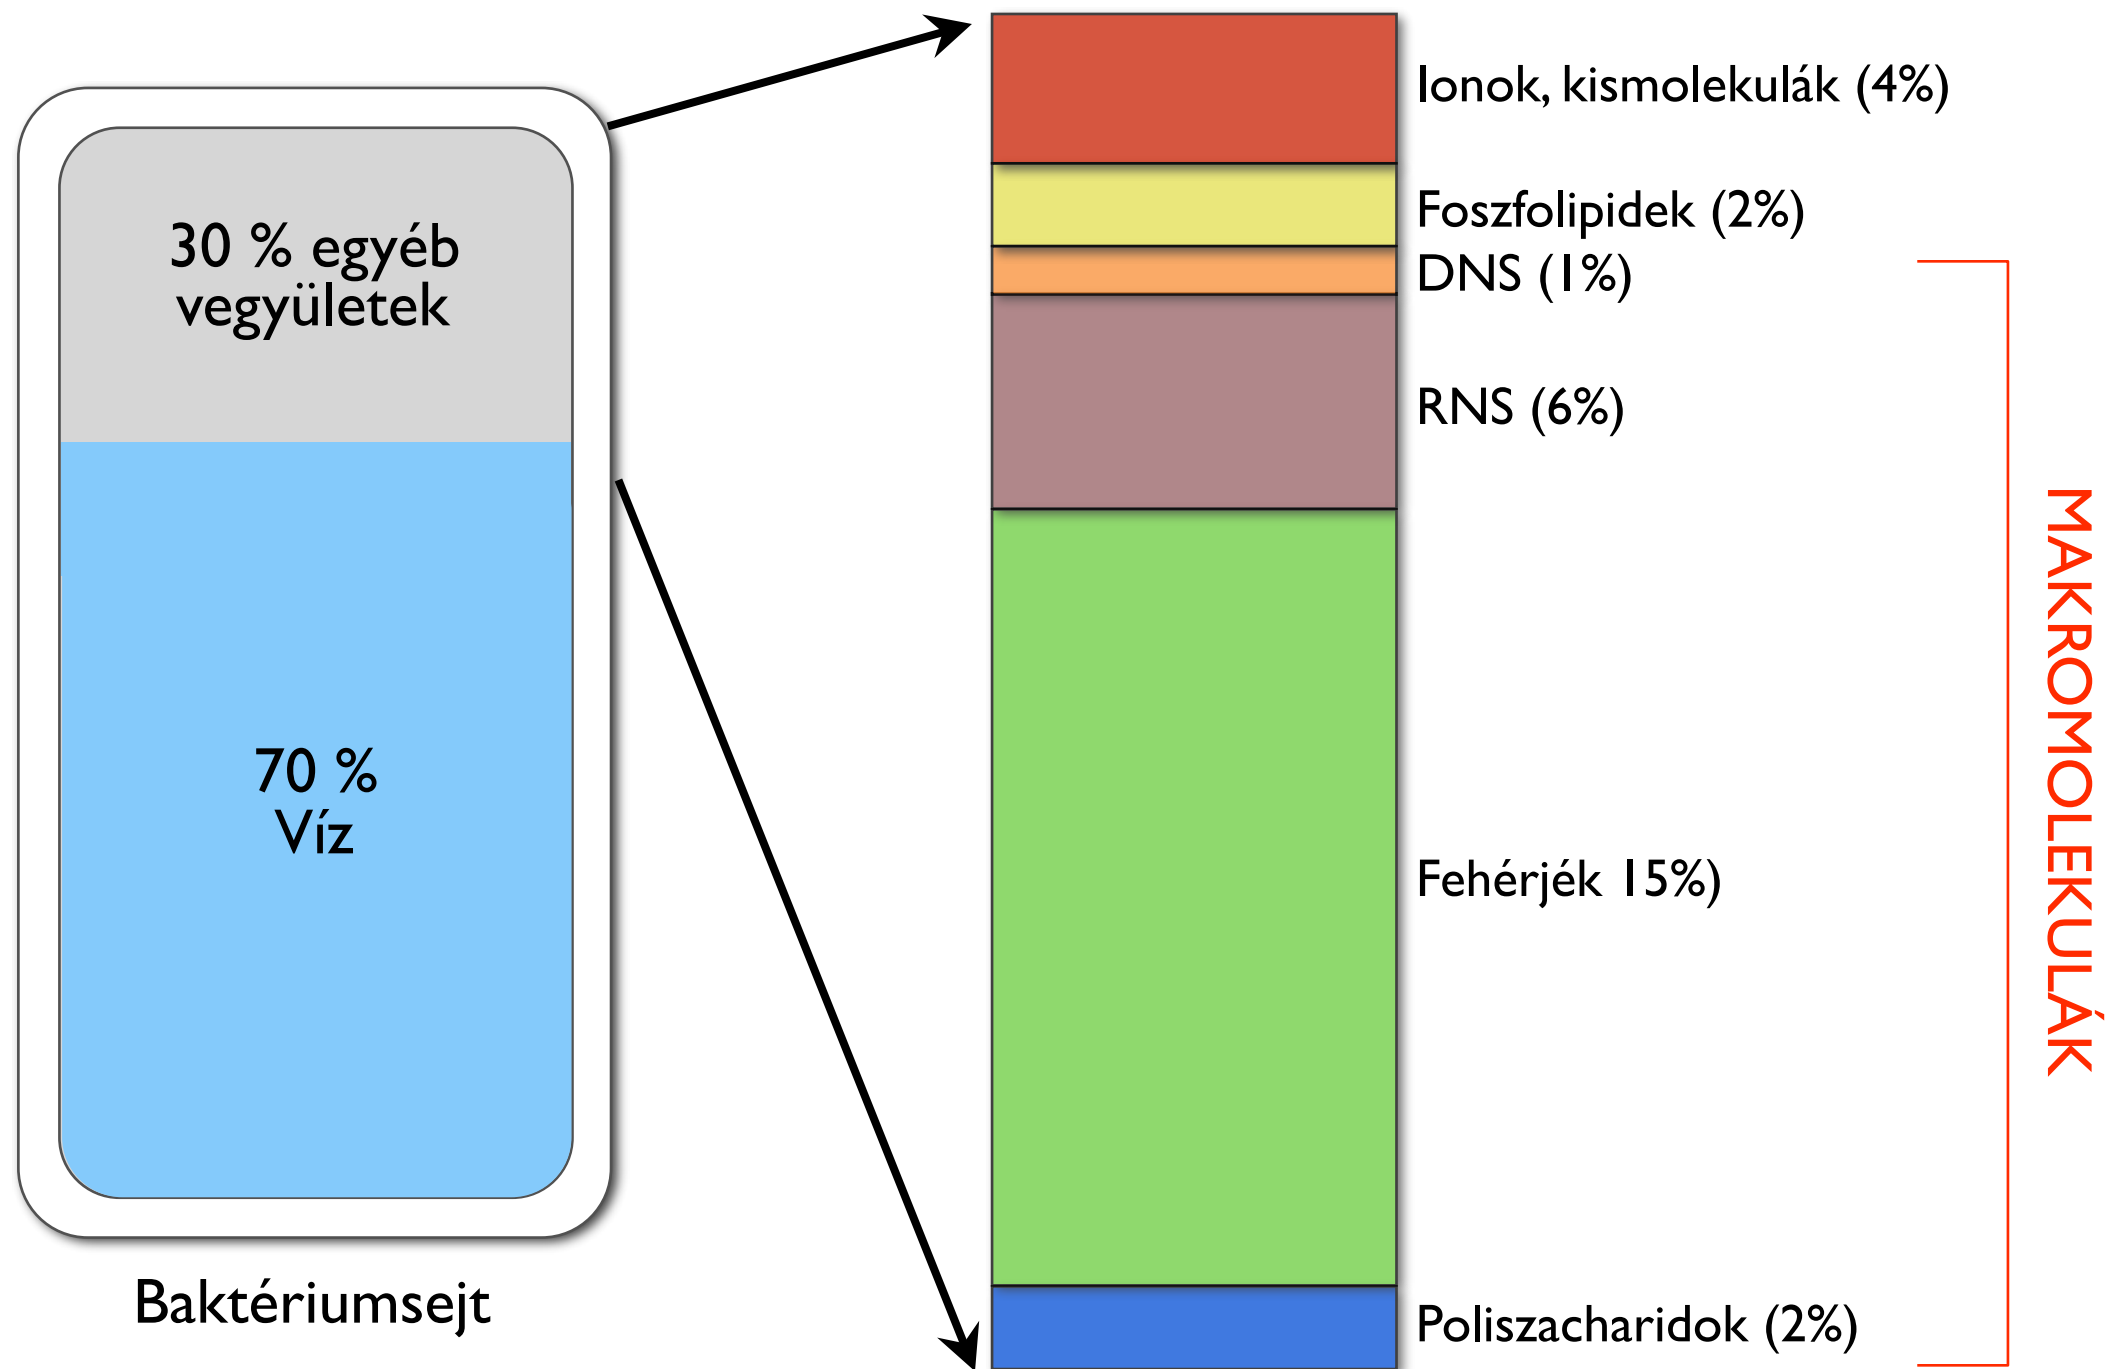 30 % egyéb
vegyületek
70 %
Víz
Baktériumsejt
Ionok, kismolekulák (4%)
Foszfolipidek (2%)
DNS (1%)
RNS (6%)
Fehérjék 15%)
Poliszacharidok (2%)
MAKROMOLEKULÁK